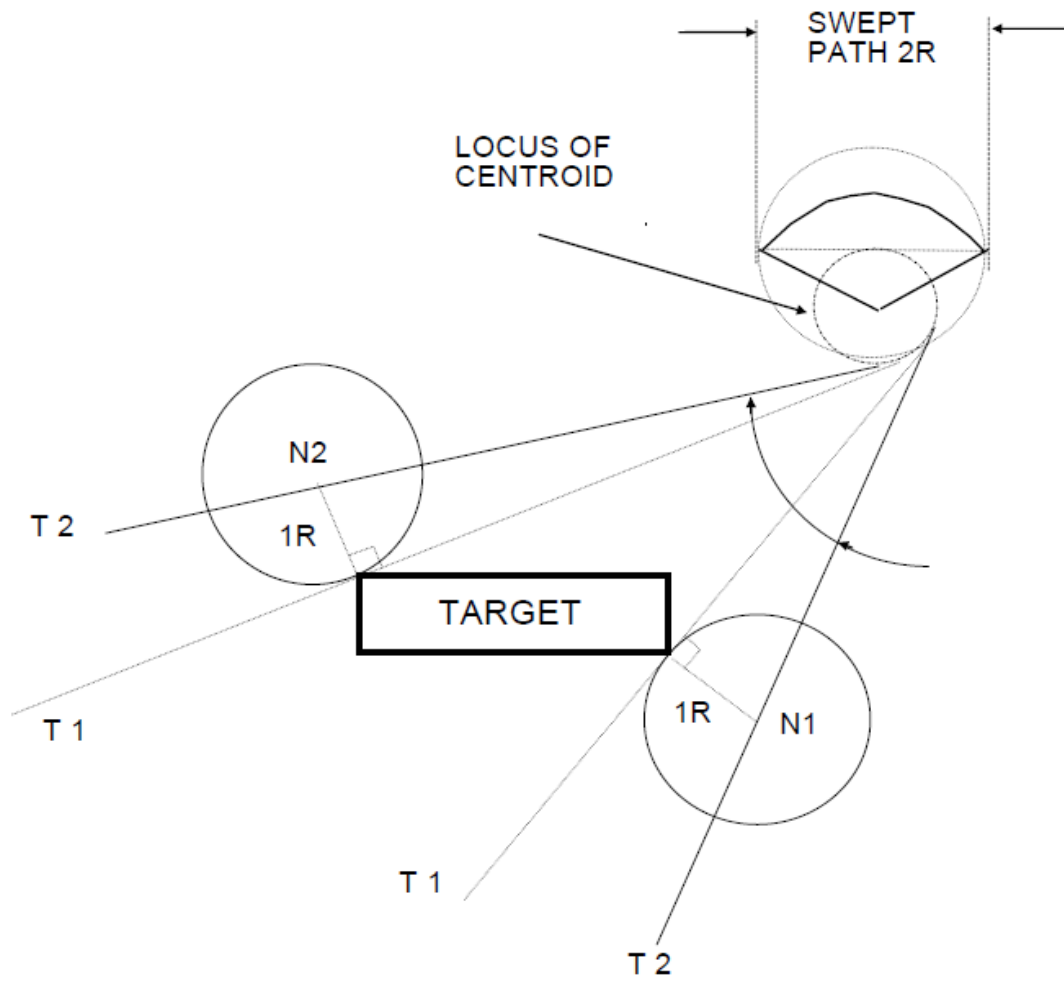 SWEPT
PATH 2R
LOCUS OF
CENTROID
N2
T 2
1R
TARGET
T 1
1R
N1
T 1
T 2